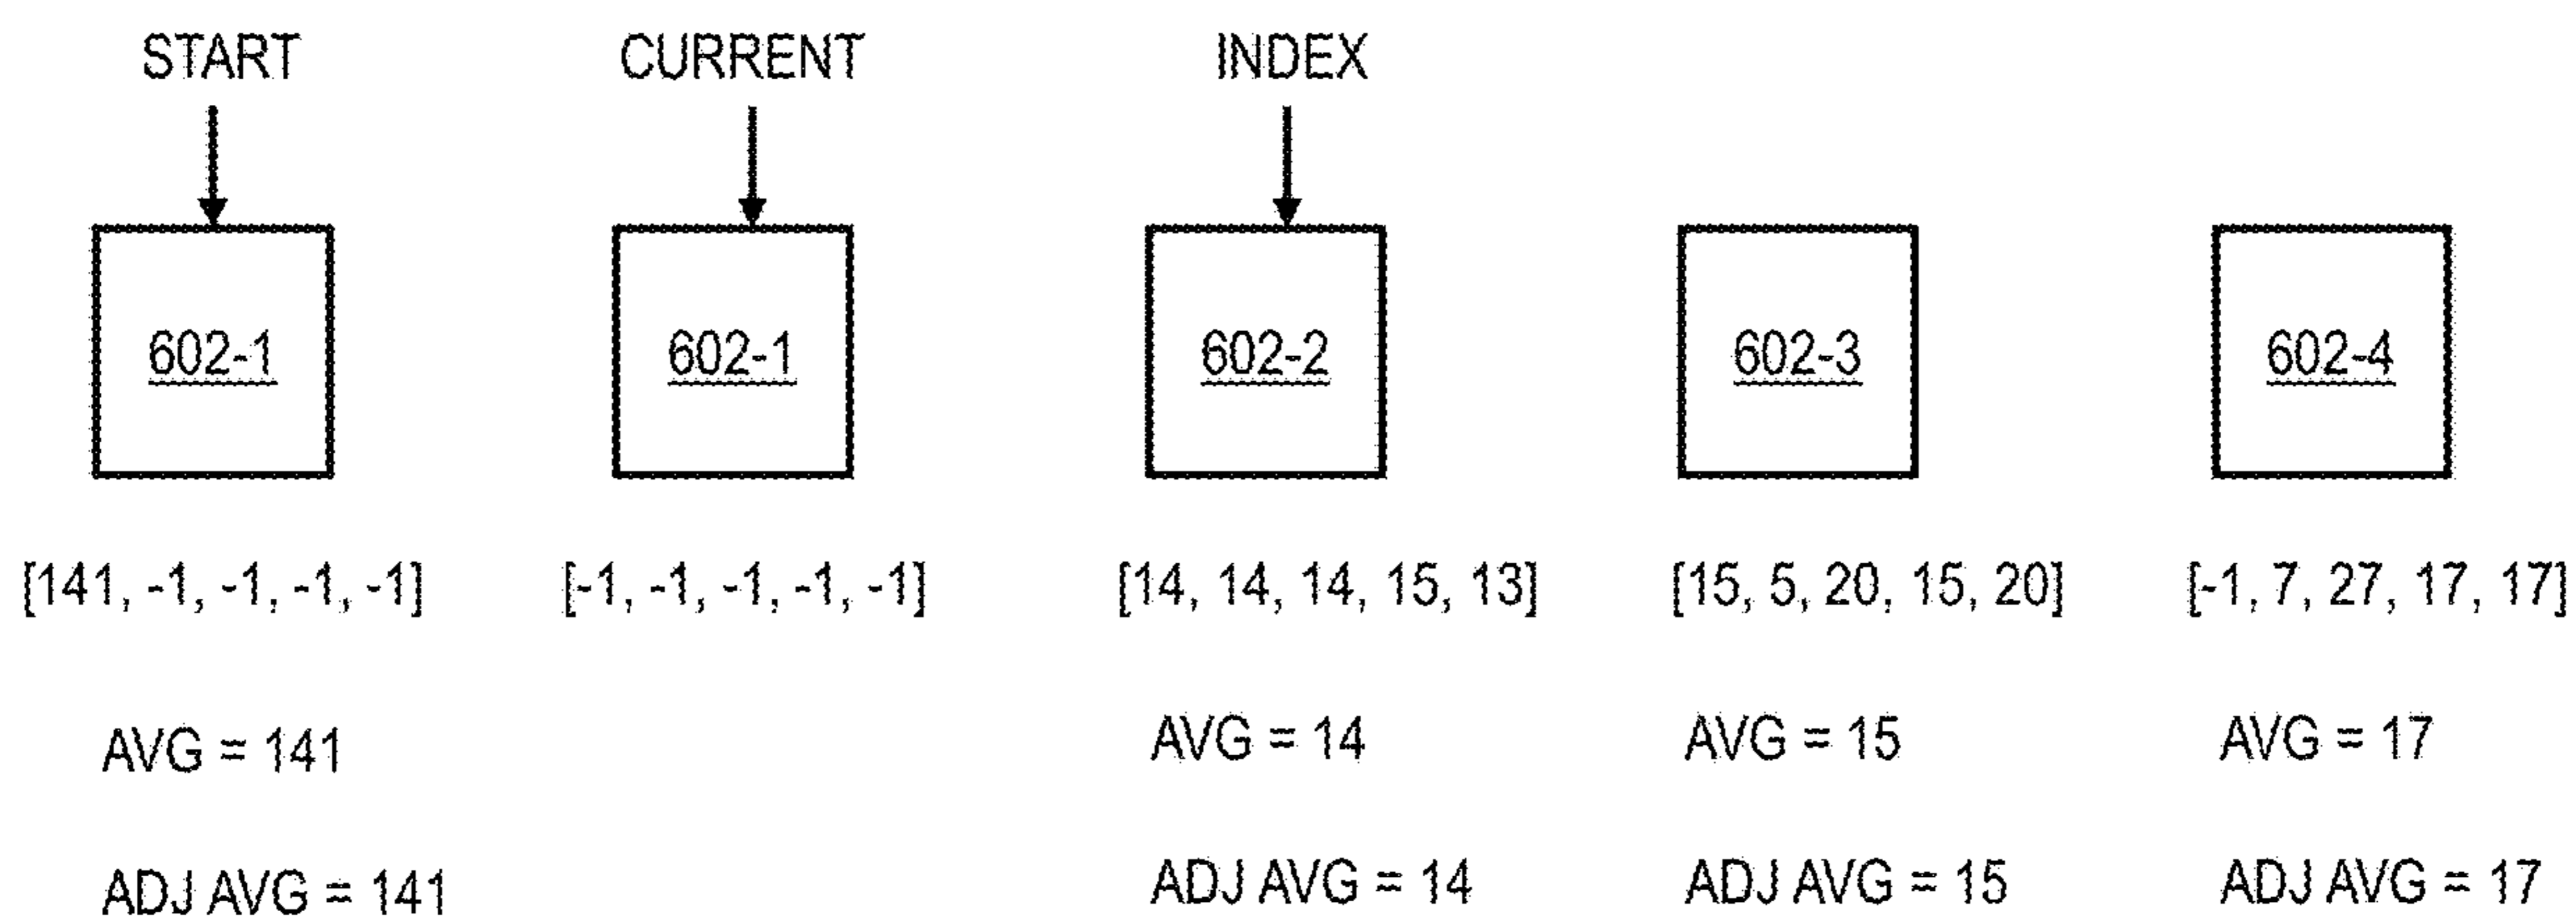 START CURRENT INDEX
602-1 602-1 602-2 602-3 602-4
[141, -1, -1, -1, -1] [-1, -1, -1, -1, -1] [14, 14, 14, 15, 13] [15, 5, 20, 15, 20] [-1, 7, 27, 17, 17]
AVG = 141 AVG = 14 AVG = 15 AVG = 17
ADJ AVG = 141 ADJ AVG = 14 ADJ AVG = 15 ADJ AVG = 17